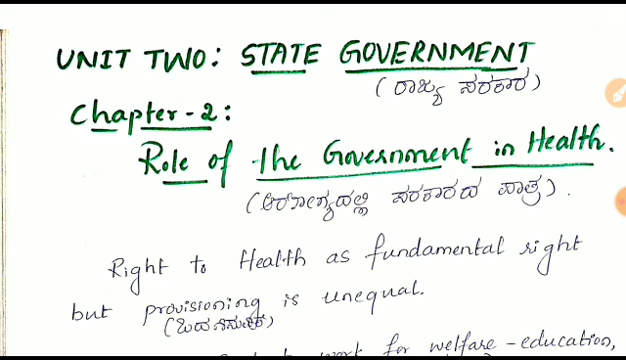 UNIT TWO: STATE GOVERNMENT
(ರಾಜ್ಯ ಸರಕಾರ)
Chapter-2:
Role of the Government in Health.
(ಆರೋಗ್ಯದಲ್ಲಿ ಸರಕಾರದ ಪಾತ್ರ).
Right to Health as fundamental right
but provisioning is unequal.
(ಒದಗಿಸುವಿಕೆ)
work for welfare - education,